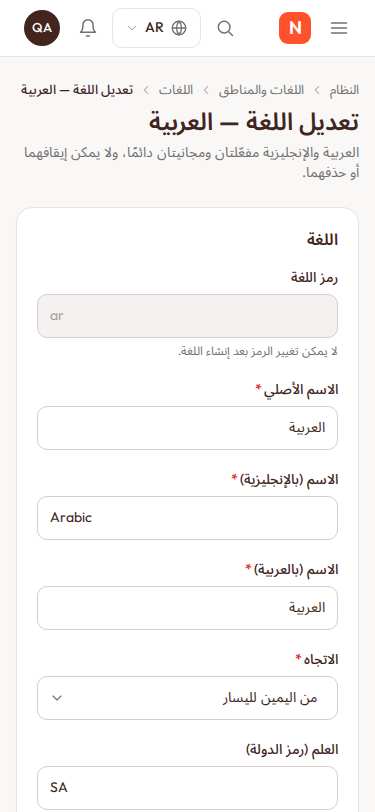 N
AR
QA
النظام > اللغات والمناطق > اللغات > تعديل اللغة — العربية
تعديل اللغة — العربية
العربية والإنجليزية مفعّلتان ومجانيتان دائمًا، ولا يمكن إيقافهما
أو حذفهما.
اللغة
رمز اللغة
ar
لا يمكن تغيير الرمز بعد إنشاء اللغة.
الاسم الأصلي *
العربية
الاسم (بالإنجليزية) *
Arabic
الاسم (بالعربية) *
العربية
الاتجاه *
من اليمين لليسار
العلم (رمز الدولة)
SA